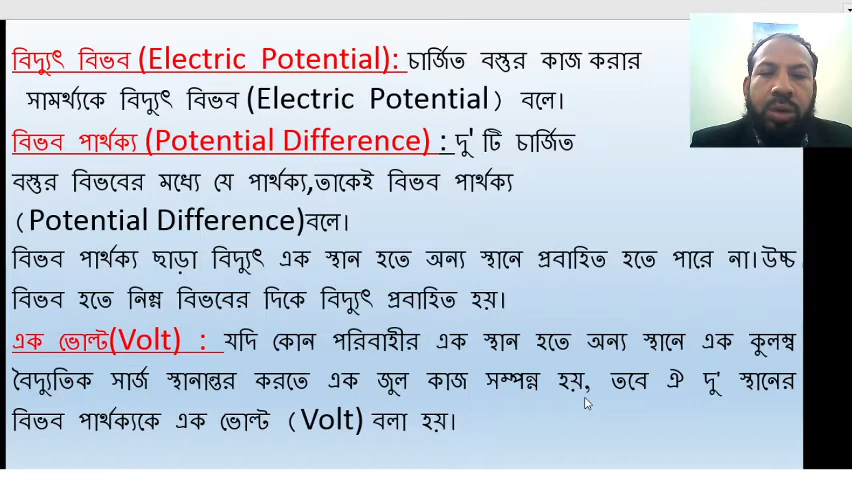 বিদ্যুৎ বিভব (Electric Potential): চার্জিত বস্তুর কাজ করার
সামর্থ্যকে বিদ্যুৎ বিভব (Electric Potential) বলে।
বিভব পার্থক্য (Potential Difference) : দু' টি চার্জিত
বস্তুর বিভবের মধ্যে যে পার্থক্য,তাকেই বিভব পার্থক্য
(Potential Difference)বলে।
বিভব পার্থক্য ছাড়া বিদ্যুৎ এক স্থান হতে অন্য স্থানে প্রবাহিত হতে পারে না।উচ্চ
বিভব হতে নিম্ন বিভবের দিকে বিদ্যুৎ প্রবাহিত হয়।
এক ভোল্ট(Volt) : যদি কোন পরিবাহীর এক স্থান হতে অন্য স্থানে এক কুলম্ব
বৈদ্যুতিক সার্জ স্থানান্তর করতে এক জুল কাজ সম্পন্ন হয়, তবে ঐ দু' স্থানের
বিভব পার্থক্যকে এক ভোল্ট (Volt) বলা হয়।